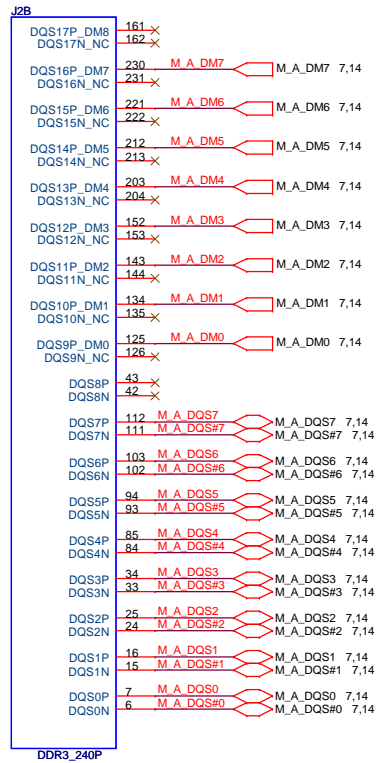 J2B
DQS17P_DM8 161
DQS17N_NC 162
DQS16P_DM7 230 M_A_DM7 M_A_DM7 7,14
DQS16N_NC 231
DQS15P_DM6 221 M_A_DM6 M_A_DM6 7,14
DQS15N_NC 222
DQS14P_DM5 212 M_A_DM5 M_A_DM5 7,14
DQS14N_NC 213
DQS13P_DM4 203 M_A_DM4 M_A_DM4 7,14
DQS13N_NC 204
DQS12P_DM3 152 M_A_DM3 M_A_DM3 7,14
DQS12N_NC 153
DQS11P_DM2 143 M_A_DM2 M_A_DM2 7,14
DQS11N_NC 144
DQS10P_DM1 134 M_A_DM1 M_A_DM1 7,14
DQS10N_NC 135
DQS9P_DM0 125 M_A_DM0 M_A_DM0 7,14
DQS9N_NC 126
DQS8P 43
DQS8N 42
DQS7P 112 M_A_DQS7 M_A_DQS7 7,14
DQS7N 111 M_A_DQS#7 M_A_DQS#7 7,14
DQS6P 103 M_A_DQS6 M_A_DQS6 7,14
DQS6N 102 M_A_DQS#6 M_A_DQS#6 7,14
DQS5P 94 M_A_DQS5 M_A_DQS5 7,14
DQS5N 93 M_A_DQS#5 M_A_DQS#5 7,14
DQS4P 85 M_A_DQS4 M_A_DQS4 7,14
DQS4N 84 M_A_DQS#4 M_A_DQS#4 7,14
DQS3P 34 M_A_DQS3 M_A_DQS3 7,14
DQS3N 33 M_A_DQS#3 M_A_DQS#3 7,14
DQS2P 25 M_A_DQS2 M_A_DQS2 7,14
DQS2N 24 M_A_DQS#2 M_A_DQS#2 7,14
DQS1P 16 M_A_DQS1 M_A_DQS1 7,14
DQS1N 15 M_A_DQS#1 M_A_DQS#1 7,14
DQS0P 7 M_A_DQS0 M_A_DQS0 7,14
DQS0N 6 M_A_DQS#0 M_A_DQS#0 7,14
DDR3_240P